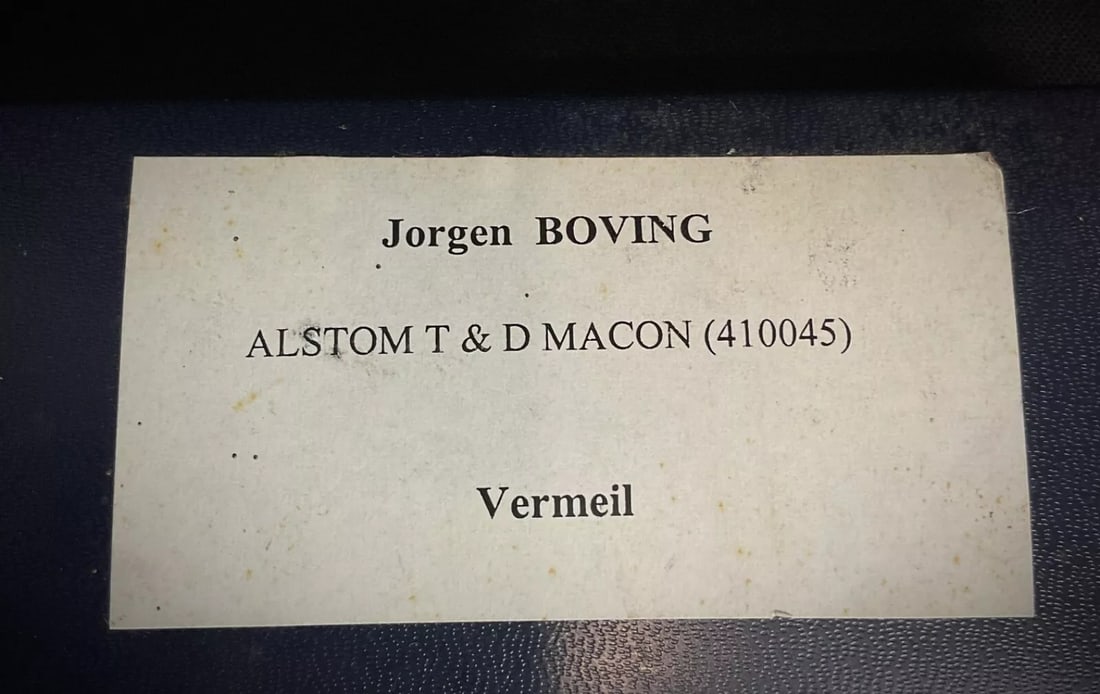 Jorgen BOVING
ALSTOM T & D MACON (410045)
Vermeil